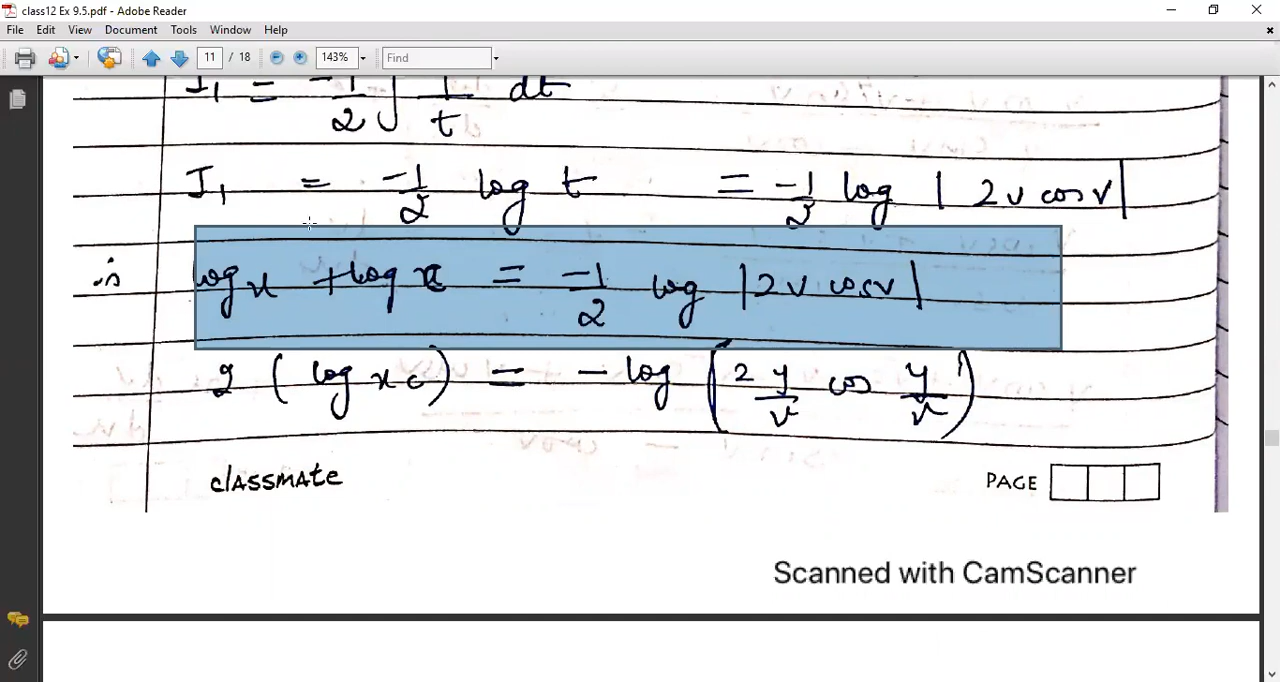 class12 Ex 9.5.pdf - Adobe Reader
File Edit View Document Tools Window Help
11 / 18 143% Find
I₁ = -1/2 ∫ 1/t dt
I₁ = -1/2 log t = -1/2 log | 2v cos v |
log x + log c = -1/2 log | 2v cos v |
2 ( log x c ) = - log ( 2 y/v cos y/v )
classmate
PAGE
Scanned with CamScanner